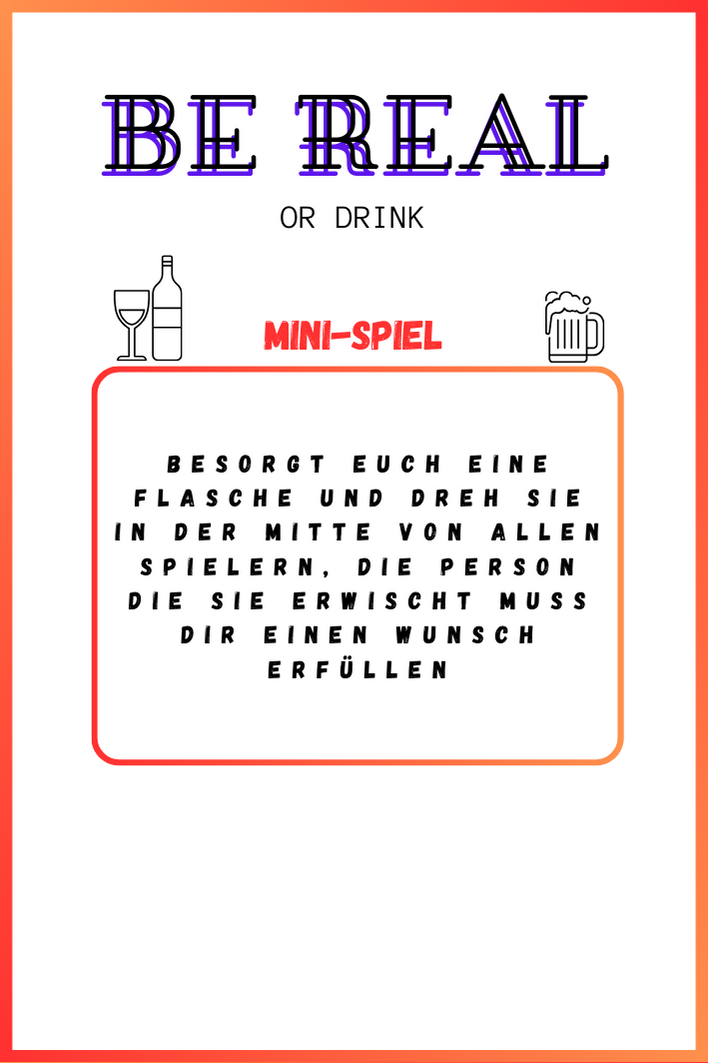 BE REAL
OR DRINK
MINI-SPIEL
BESORGT EUCH EINE
FLASCHE UND DREH SIE
IN DER MITTE VON ALLEN
SPIELERN, DIE PERSON
DIE SIE ERWISCHT MUSS
DIR EINEN WUNSCH
ERFÜLLEN